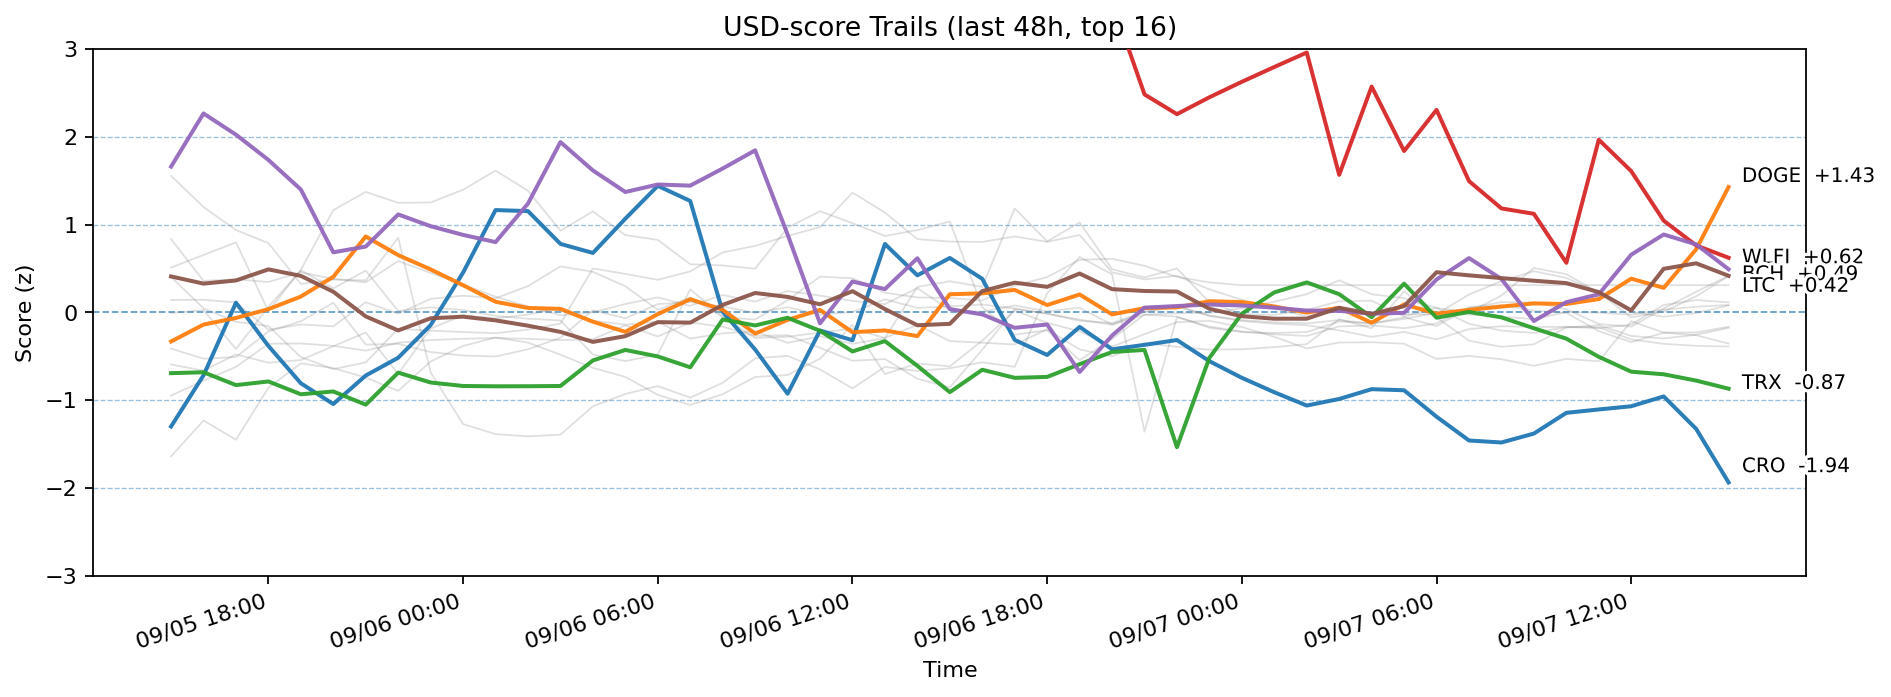 USD-score Trails (last 48h, top 16)
Score (z)
3
2
1
0
−1
−2
−3
DOGE +1.43
WLFI +0.62
BCH +0.49
LTC +0.42
TRX -0.87
CRO -1.94
09/05 18:00
09/06 00:00
09/06 06:00
09/06 12:00
09/06 18:00
09/07 00:00
09/07 06:00
09/07 12:00
Time